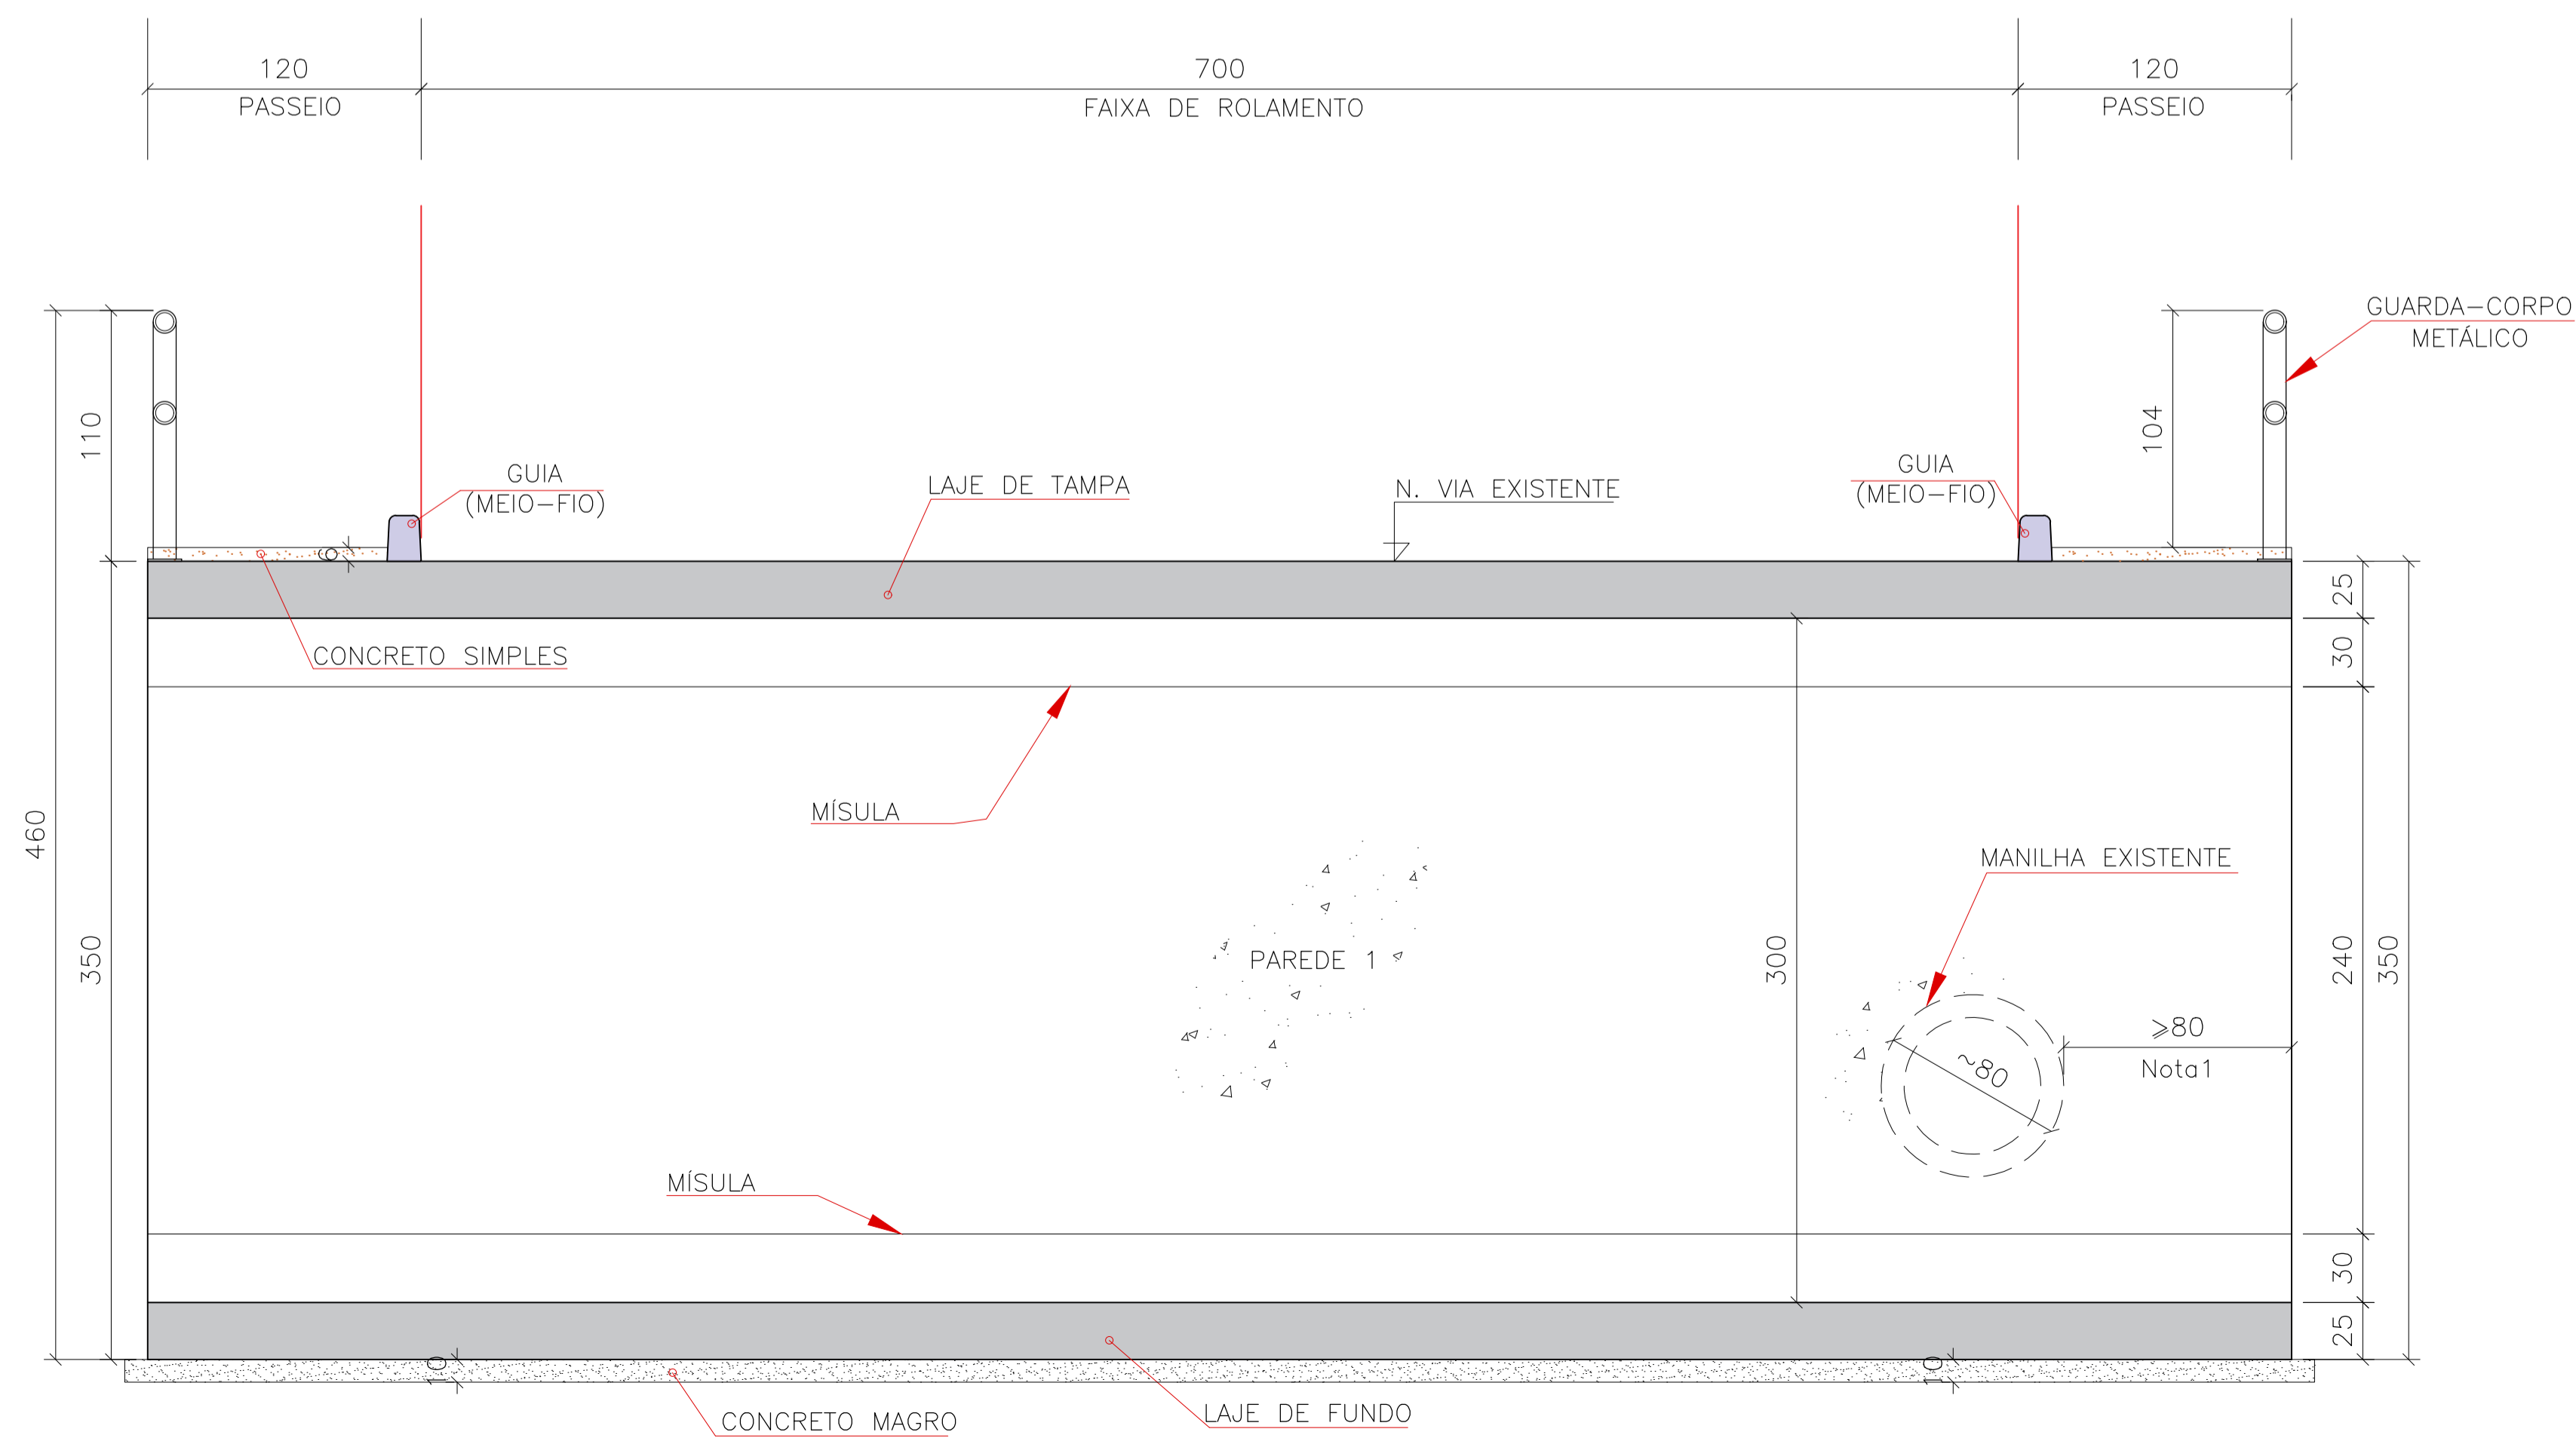 120
700
120
PASSEIO
FAIXA DE ROLAMENTO
PASSEIO
GUARDA-CORPO
METÁLICO
110
104
GUIA
(MEIO-FIO)
LAJE DE TAMPA
N. VIA EXISTENTE
GUIA
(MEIO-FIO)
6
25
30
CONCRETO SIMPLES
MÍSULA
460
350
MANILHA EXISTENTE
PAREDE 1
300
240
350
≥80
Nota1
~80
MÍSULA
30
25
10
10
CONCRETO MAGRO
LAJE DE FUNDO